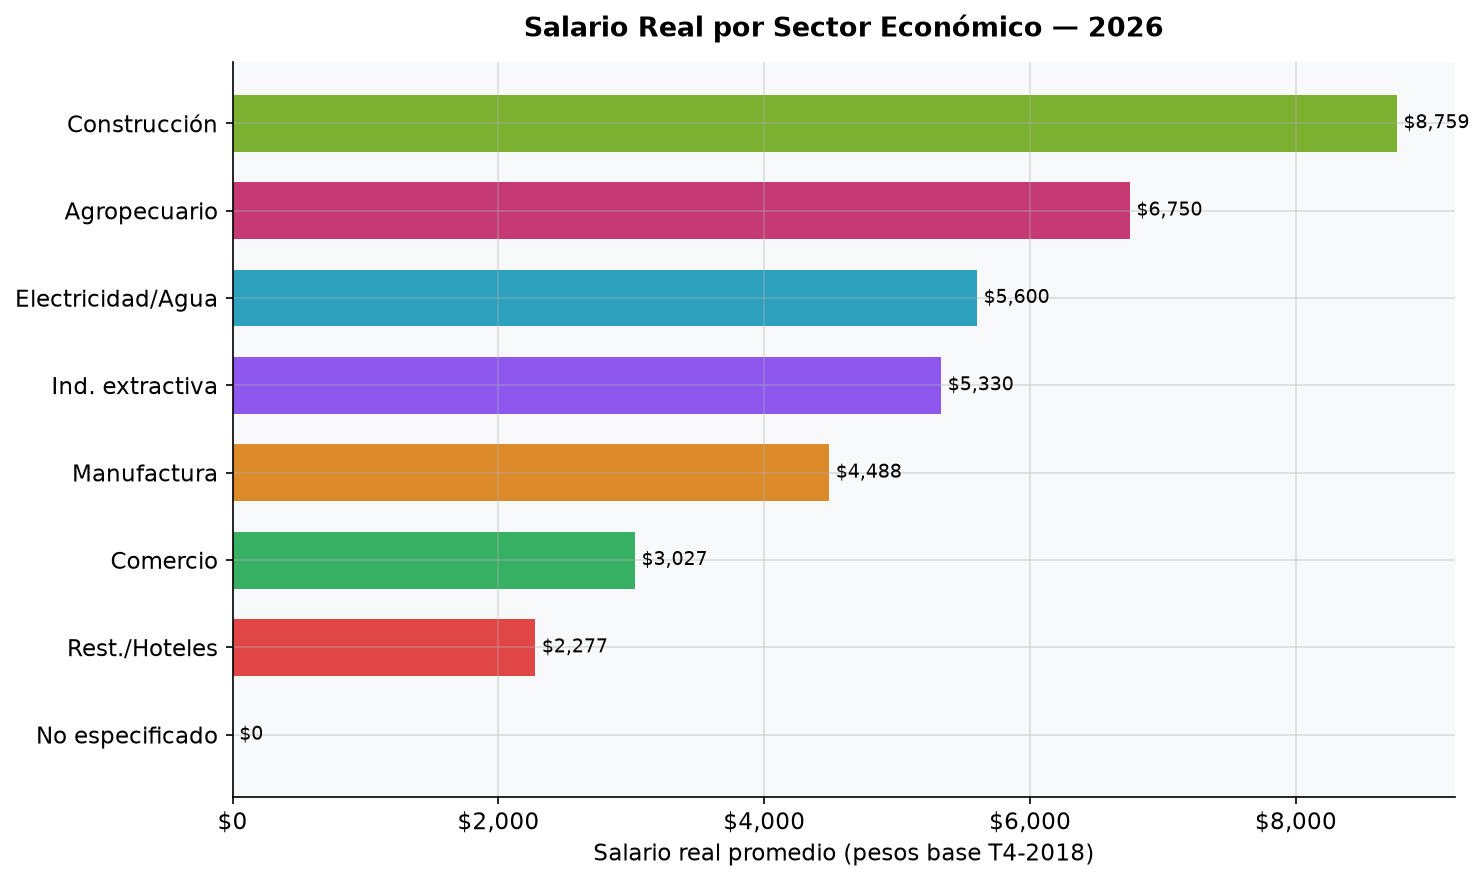 Salario Real por Sector Económico — 2026
Construcción $8,759
Agropecuario $6,750
Electricidad/Agua $5,600
Ind. extractiva $5,330
Manufactura $4,488
Comercio $3,027
Rest./Hoteles $2,277
No especificado $0
$0 $2,000 $4,000 $6,000 $8,000
Salario real promedio (pesos base T4-2018)